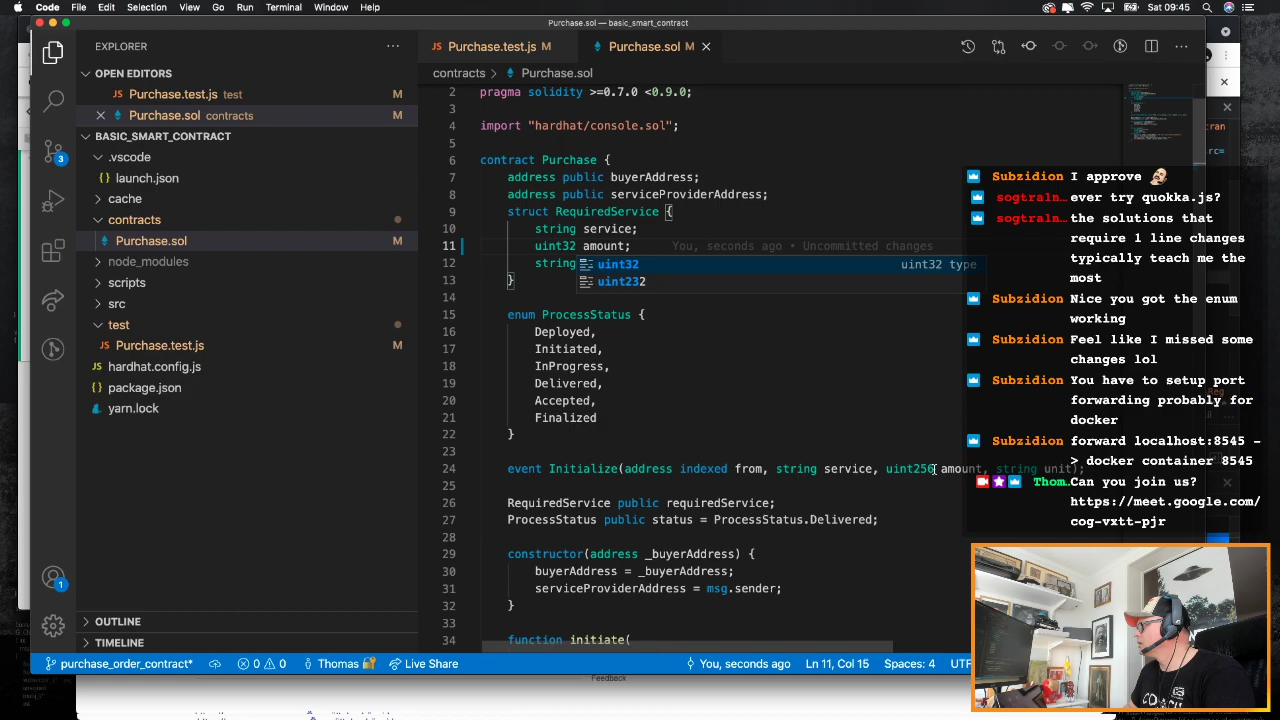 Code File Edit Selection View Go Run Terminal Window Help
Sat 09:45
Purchase.sol — basic_smart_contract
EXPLORER
OPEN EDITORS
Purchase.test.js test M
Purchase.sol contracts M
BASIC_SMART_CONTRACT
.vscode
launch.json
cache
contracts
Purchase.sol M
node_modules
scripts
src
test
Purchase.test.js M
hardhat.config.js
package.json
yarn.lock
OUTLINE
TIMELINE
3
1
Purchase.test.js M
Purchase.sol M
contracts > Purchase.sol
2 pragma solidity >=0.7.0 <0.9.0;
3
4 import "hardhat/console.sol";
5
6 contract Purchase {
7 address public buyerAddress;
8 address public serviceProviderAddress;
9 struct RequiredService {
10 string service;
11 uint32 amount; You, seconds ago • Uncommitted changes
12 string
13 }
uint32 uint32 type
uint232
14
15 enum ProcessStatus {
16 Deployed,
17 Initiated,
18 InProgress,
19 Delivered,
20 Accepted,
21 Finalized
22 }
23
24 event Initialize(address indexed from, string service, uint256 amount, string unit);
25
26 RequiredService public requiredService;
27 ProcessStatus public status = ProcessStatus.Delivered;
28
29 constructor(address _buyerAddress) {
30 buyerAddress = _buyerAddress;
31 serviceProviderAddress = msg.sender;
32 }
33
34 function initiate(
Subzidion I approve
sogtraln… ever try quokka.js?
sogtraln… the solutions that
require 1 line changes
typically teach me the
most
Subzidion Nice you got the enum
working
Subzidion Feel like I missed some
changes lol
Subzidion You have to setup port
forwarding probably for
docker
Subzidion forward localhost:8545 -
> docker container 8545
Thom… Can you join us?
https://meet.google.com/
cog-vxtt-pjr
tran
rc=
purchase_order_contract* 0 0 Thomas Live Share You, seconds ago Ln 11, Col 15 Spaces: 4 UTF
Feedback